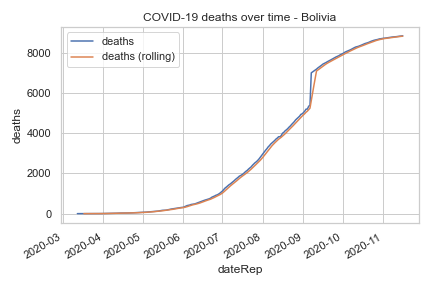 COVID-19 deaths over time - Bolivia
deaths
deaths (rolling)
8000
6000
4000
2000
0
deaths
2020-03
2020-04
2020-05
2020-06
2020-07
2020-08
2020-09
2020-10
2020-11
dateRep